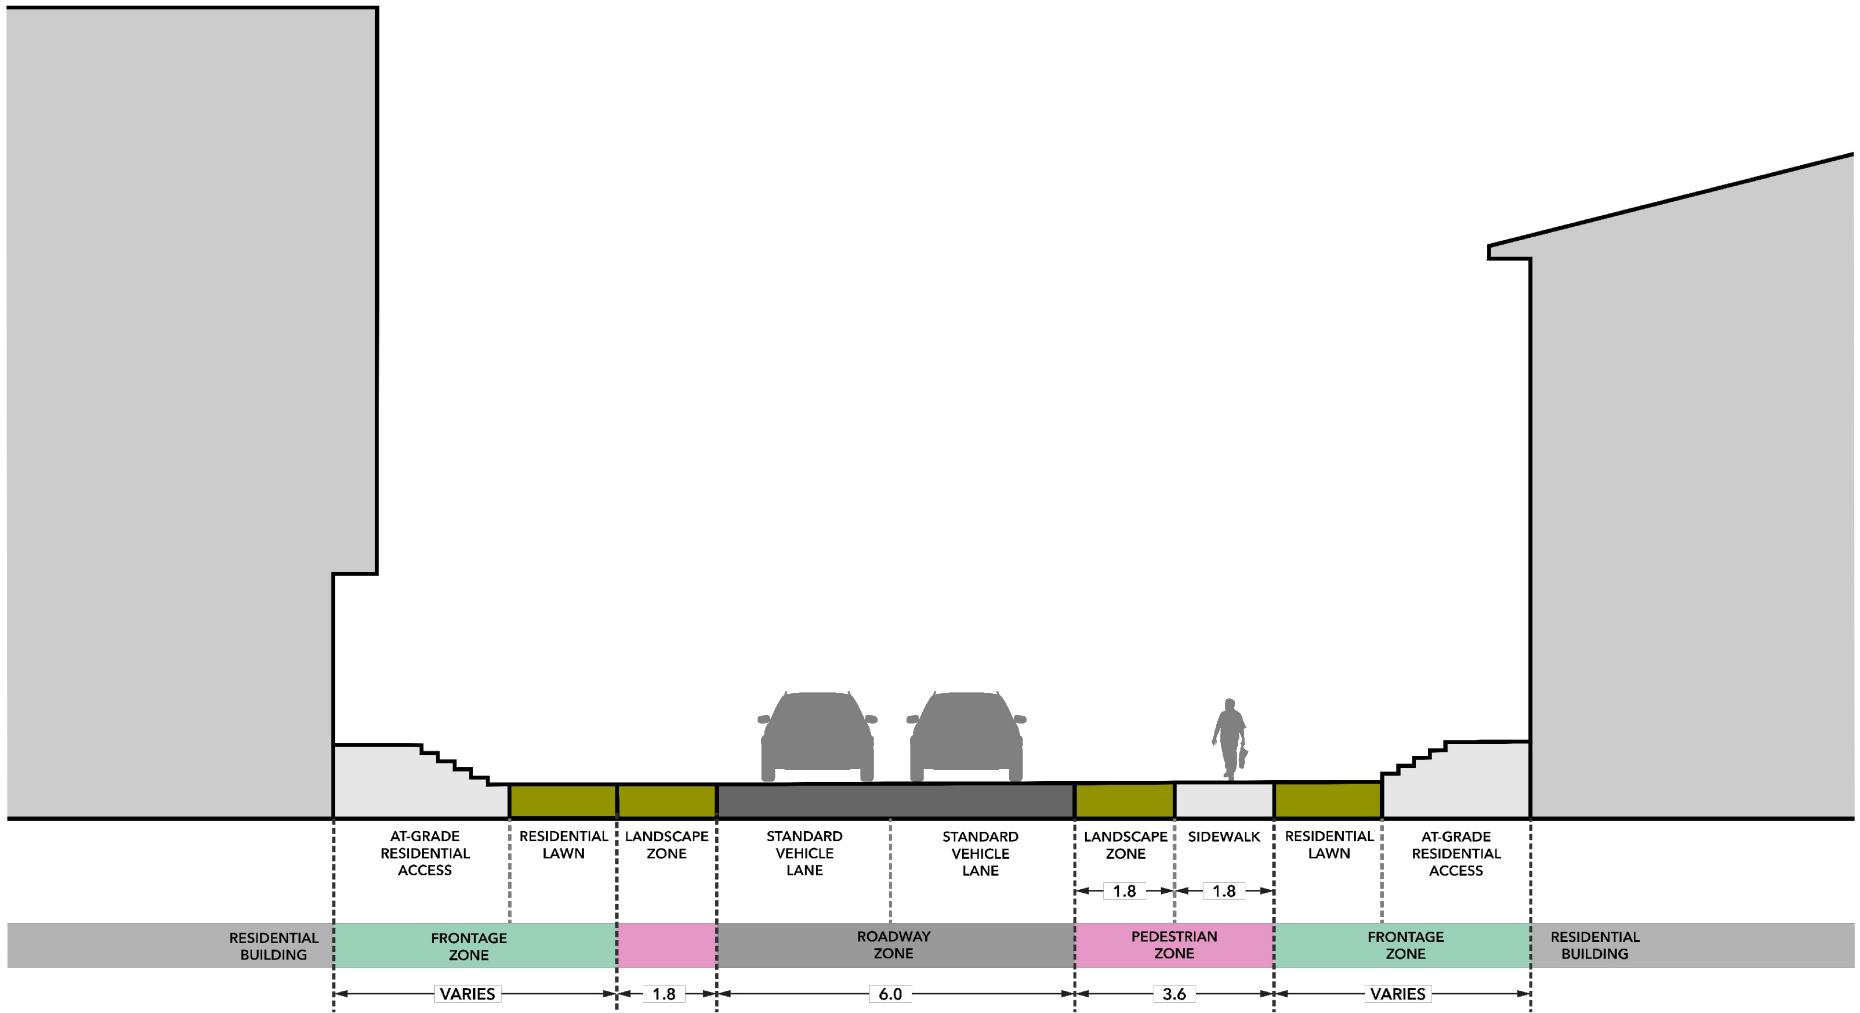 AT-GRADE
RESIDENTIAL
ACCESS
RESIDENTIAL
LAWN
LANDSCAPE
ZONE
STANDARD
VEHICLE
LANE
STANDARD
VEHICLE
LANE
LANDSCAPE
ZONE
SIDEWALK
RESIDENTIAL
LAWN
AT-GRADE
RESIDENTIAL
ACCESS
1.8
1.8
RESIDENTIAL
BUILDING
FRONTAGE
ZONE
ROADWAY
ZONE
PEDESTRIAN
ZONE
FRONTAGE
ZONE
RESIDENTIAL
BUILDING
VARIES
1.8
6.0
3.6
VARIES